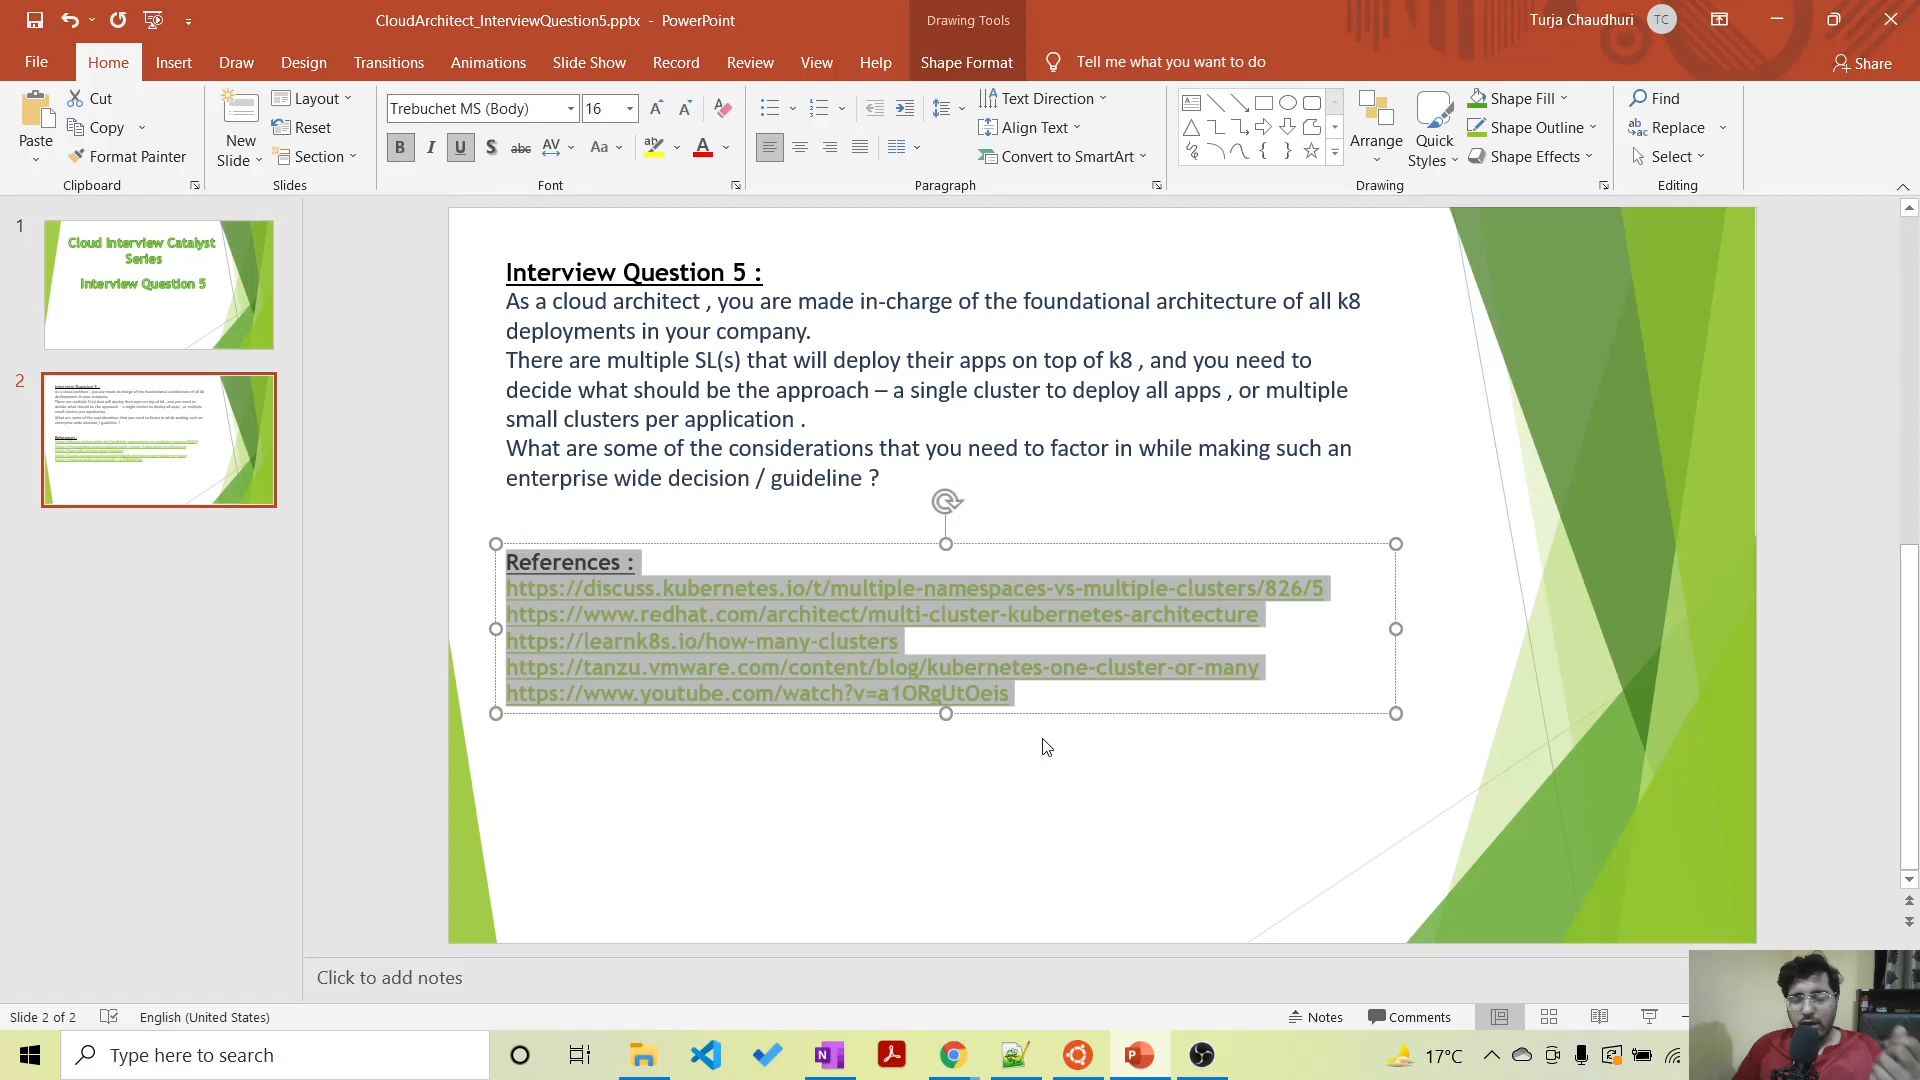 CloudArchitect_InterviewQuestion5.pptx - PowerPoint
Drawing Tools
Turja Chaudhuri
TC
File
Home
Insert
Draw
Design
Transitions
Animations
Slide Show
Record
Review
View
Help
Shape Format
Tell me what you want to do
Share
Paste
Cut
Copy
Format Painter
Clipboard
New
Slide
Layout
Reset
Section
Slides
Trebuchet MS (Body)
16
B I U S abc AV Aa A
Font
Text Direction
Align Text
Convert to SmartArt
Paragraph
Arrange
Quick
Styles
Shape Fill
Shape Outline
Shape Effects
Drawing
Find
Replace
Select
Editing
1
Cloud Interview Catalyst
Series
Interview Question 5
2
Interview Question 5 :
As a cloud architect , you are made in-charge of the foundational architecture of all k8
deployments in your company.
There are multiple SL(s) that will deploy their apps on top of k8 , and you need to
decide what should be the approach – a single cluster to deploy all apps , or multiple
small clusters per application .
What are some of the considerations that you need to factor in while making such an
enterprise wide decision / guideline ?
References :
https://discuss.kubernetes.io/t/multiple-namespaces-vs-multiple-clusters/826/5
https://www.redhat.com/architect/multi-cluster-kubernetes-architecture
https://learnk8s.io/how-many-clusters
https://tanzu.vmware.com/content/blog/kubernetes-one-cluster-or-many
https://www.youtube.com/watch?v=a1ORgUtOeis
Click to add notes
Slide 2 of 2
English (United States)
Notes
Comments
Type here to search
17°C